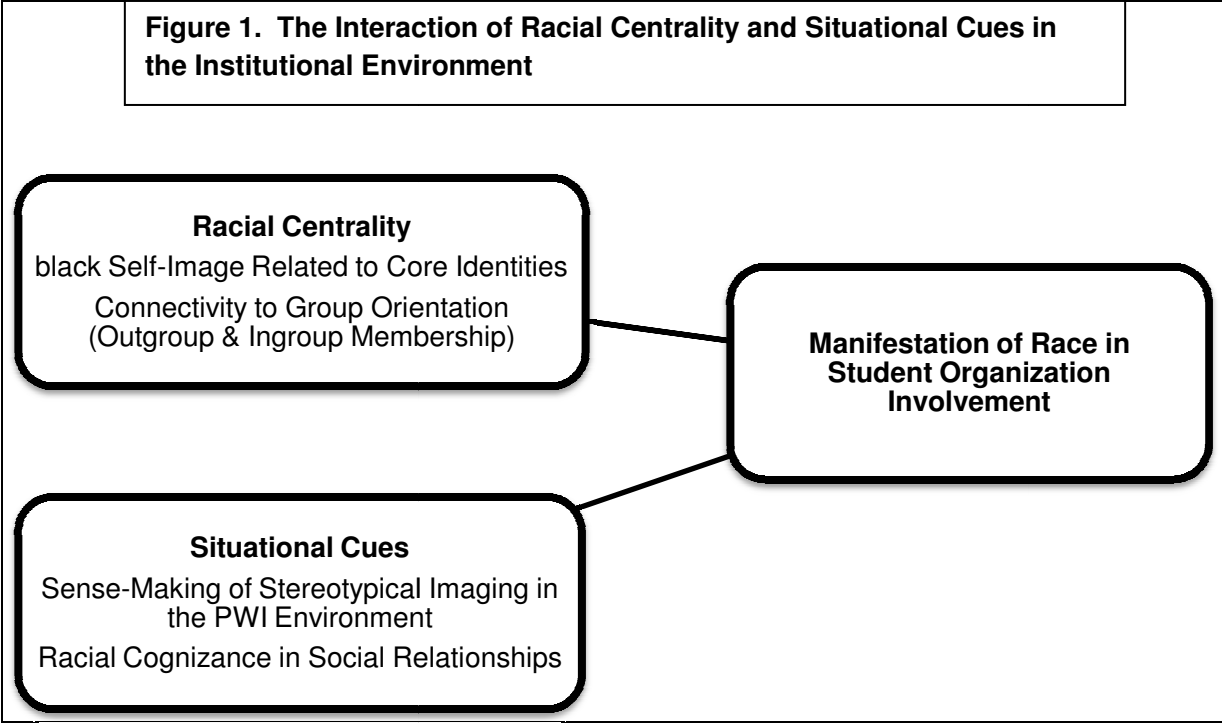 Figure 1. The Interaction of Racial Centrality and Situational Cues in
the Institutional Environment
Racial Centrality
black Self-Image Related to Core Identities
Connectivity to Group Orientation
(Outgroup & Ingroup Membership)
Manifestation of Race in
Student Organization
Involvement
Situational Cues
Sense-Making of Stereotypical Imaging in
the PWI Environment
Racial Cognizance in Social Relationships